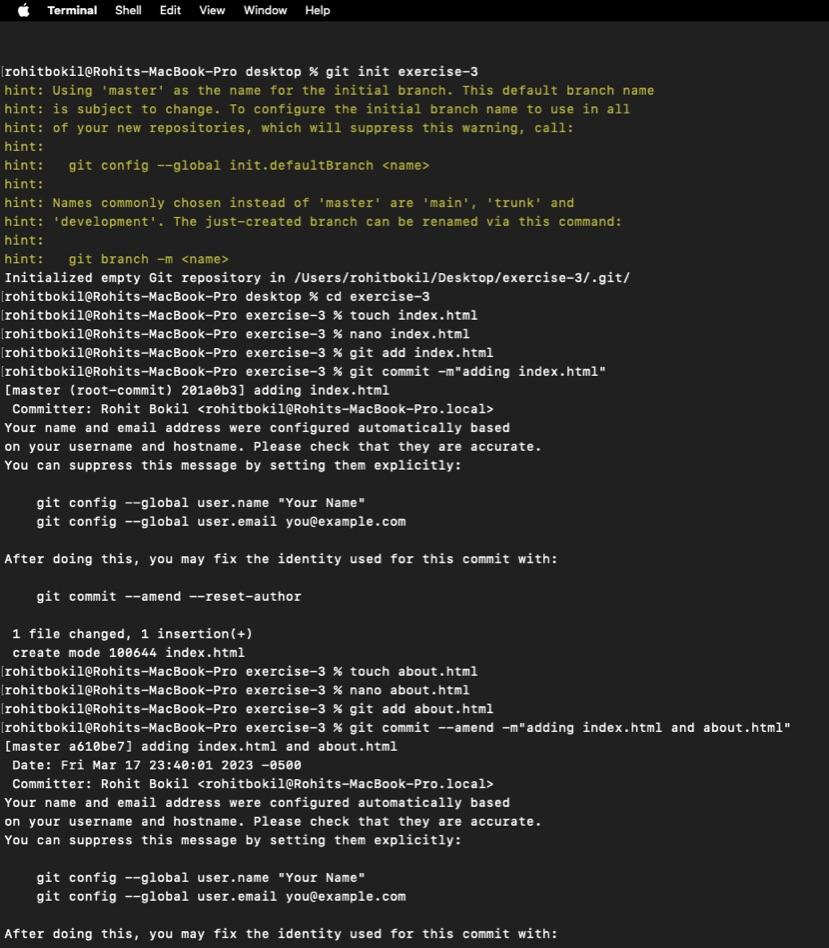 Terminal Shell Edit View Window Help
[rohitbokil@Rohits-MacBook-Pro desktop % git init exercise-3
hint: Using 'master' as the name for the initial branch. This default branch name
hint: is subject to change. To configure the initial branch name to use in all
hint: of your new repositories, which will suppress this warning, call:
hint:
hint:   git config --global init.defaultBranch <name>
hint:
hint: Names commonly chosen instead of 'master' are 'main', 'trunk' and
hint: 'development'. The just-created branch can be renamed via this command:
hint:
hint:   git branch -m <name>
Initialized empty Git repository in /Users/rohitbokil/Desktop/exercise-3/.git/
[rohitbokil@Rohits-MacBook-Pro desktop % cd exercise-3
[rohitbokil@Rohits-MacBook-Pro exercise-3 % touch index.html
[rohitbokil@Rohits-MacBook-Pro exercise-3 % nano index.html
[rohitbokil@Rohits-MacBook-Pro exercise-3 % git add index.html
[rohitbokil@Rohits-MacBook-Pro exercise-3 % git commit -m"adding index.html"
[master (root-commit) 201a0b3] adding index.html
 Committer: Rohit Bokil <rohitbokil@Rohits-MacBook-Pro.local>
Your name and email address were configured automatically based
on your username and hostname. Please check that they are accurate.
You can suppress this message by setting them explicitly:

    git config --global user.name "Your Name"
    git config --global user.email you@example.com

After doing this, you may fix the identity used for this commit with:

    git commit --amend --reset-author

 1 file changed, 1 insertion(+)
 create mode 100644 index.html
[rohitbokil@Rohits-MacBook-Pro exercise-3 % touch about.html
[rohitbokil@Rohits-MacBook-Pro exercise-3 % nano about.html
[rohitbokil@Rohits-MacBook-Pro exercise-3 % git add about.html
[rohitbokil@Rohits-MacBook-Pro exercise-3 % git commit --amend -m"adding index.html and about.html"
[master a610be7] adding index.html and about.html
 Date: Fri Mar 17 23:40:01 2023 -0500
 Committer: Rohit Bokil <rohitbokil@Rohits-MacBook-Pro.local>
Your name and email address were configured automatically based
on your username and hostname. Please check that they are accurate.
You can suppress this message by setting them explicitly:

    git config --global user.name "Your Name"
    git config --global user.email you@example.com

After doing this, you may fix the identity used for this commit with: